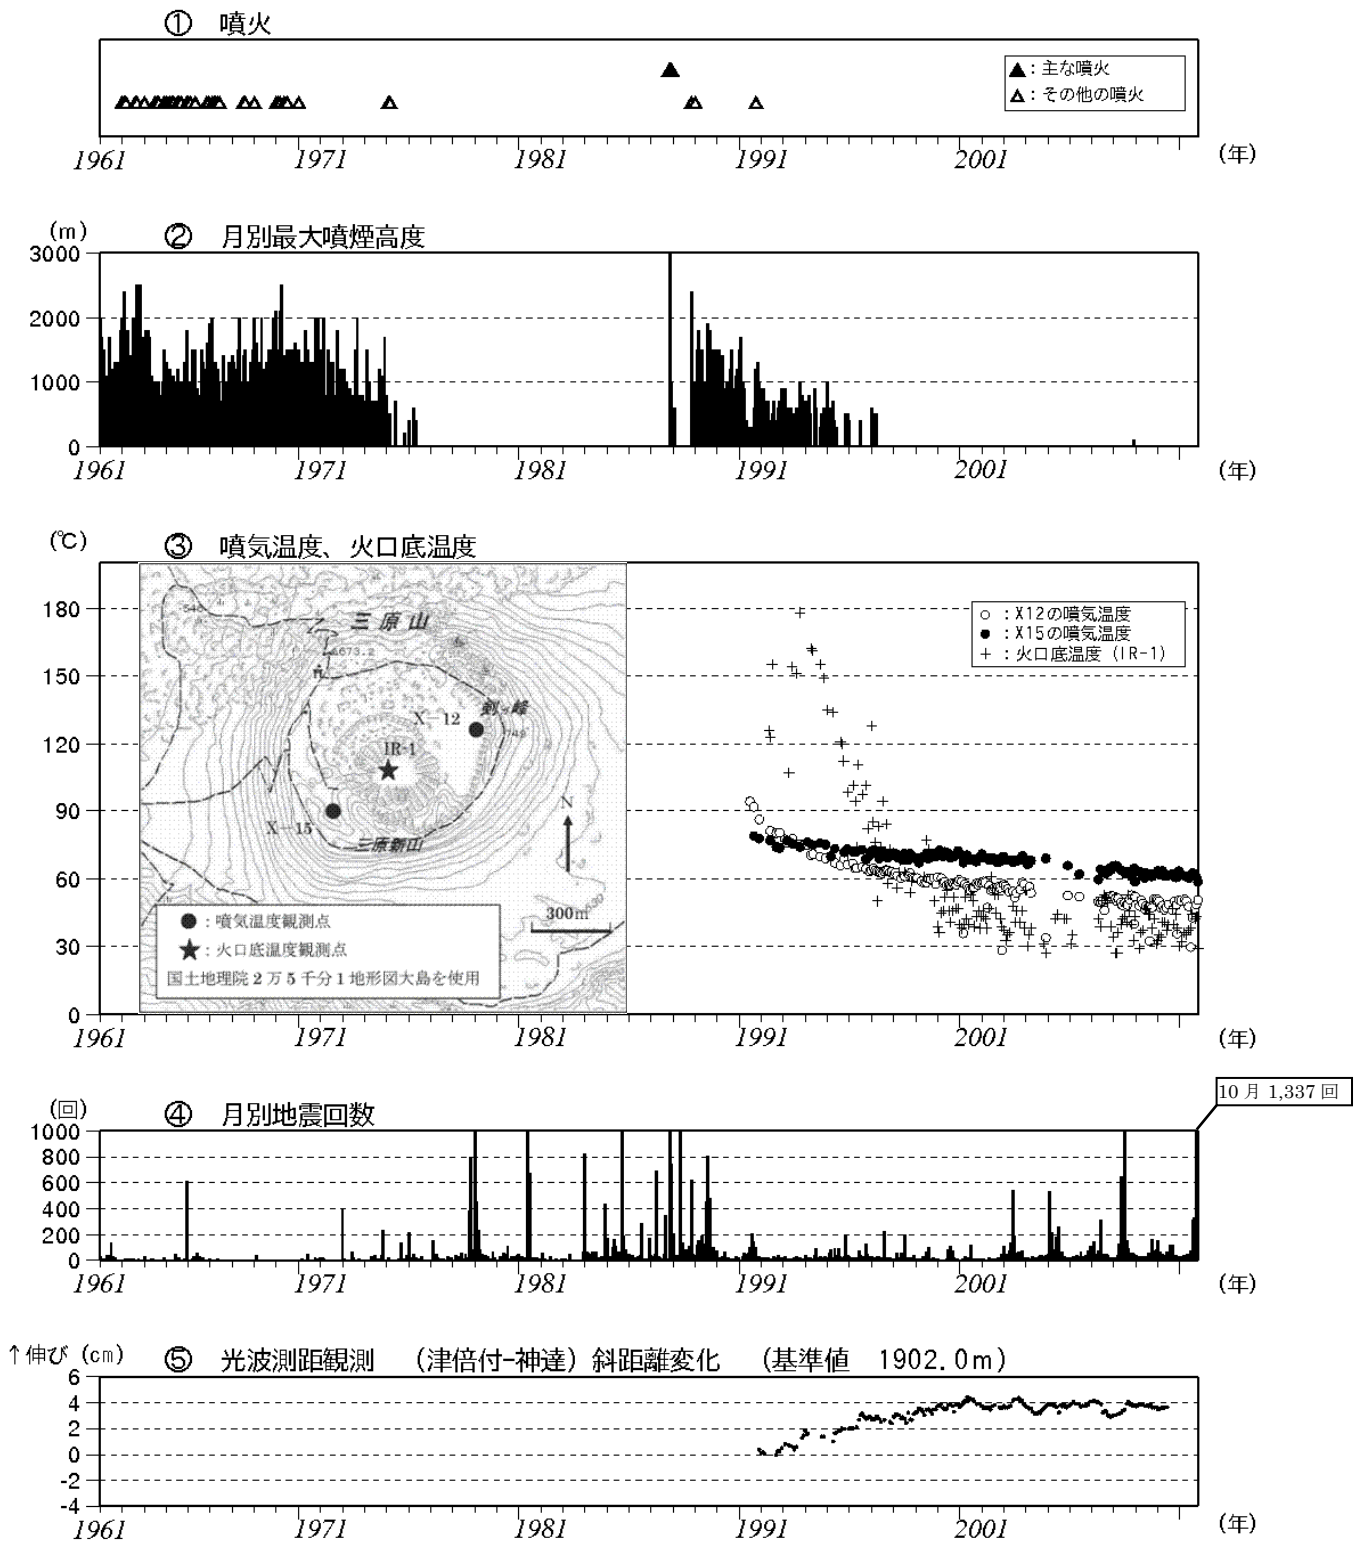 ① 噴火
▲：主な噴火
△：その他の噴火
1961 1971 1981 1991 2001 (年)
(m) ② 月別最大噴煙高度
3000
2000
1000
0
1961 1971 1981 1991 2001 (年)
(℃) ③ 噴気温度、火口底温度
180
150
120
90
60
30
0
○ ：X12の噴気温度
● ：X15の噴気温度
+ ：火口底温度 (IR-1)
三原山
673.2
剣ヶ峰
X－12
749
IR-1
X－15
三原新山
N
300m
●：噴気温度観測点
★：火口底温度観測点
国土地理院2万5千分1地形図大島を使用
1961 1971 1981 1991 2001 (年)
10月 1,337回
(回) ④ 月別地震回数
1000
800
600
400
200
0
1961 1971 1981 1991 2001 (年)
↑伸び (cm) ⑤ 光波測距観測 （津倍付-神達）斜距離変化 （基準値 1902.0m）
6
4
2
0
-2
-4
1961 1971 1981 1991 2001 (年)